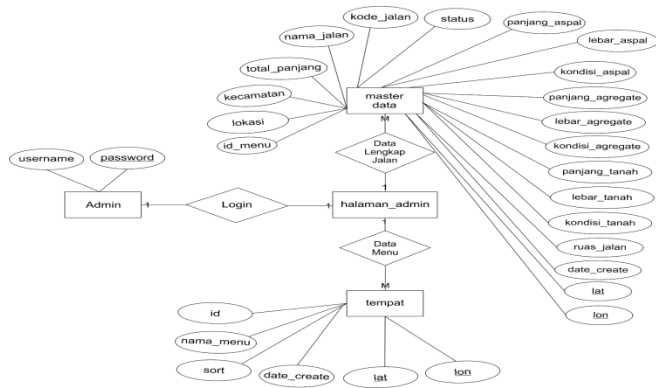 kode_jalan
status
panjang_aspal
nama_jalan
lebar_aspal
total_panjang
kondisi_aspal
kecamatan
master
data
panjang_agregate
lokasi
M
lebar_agregate
id_menu
Data
Lengkap
Jalan
kondisi_agregate
username
password
panjang_tanah
1
lebar_tanah
Admin
1
Login
1
halaman_admin
kondisi_tanah
1
ruas_jalan
Data
Menu
date_create
lat
M
lon
id
tempat
nama_menu
sort
date_create
lat
lon